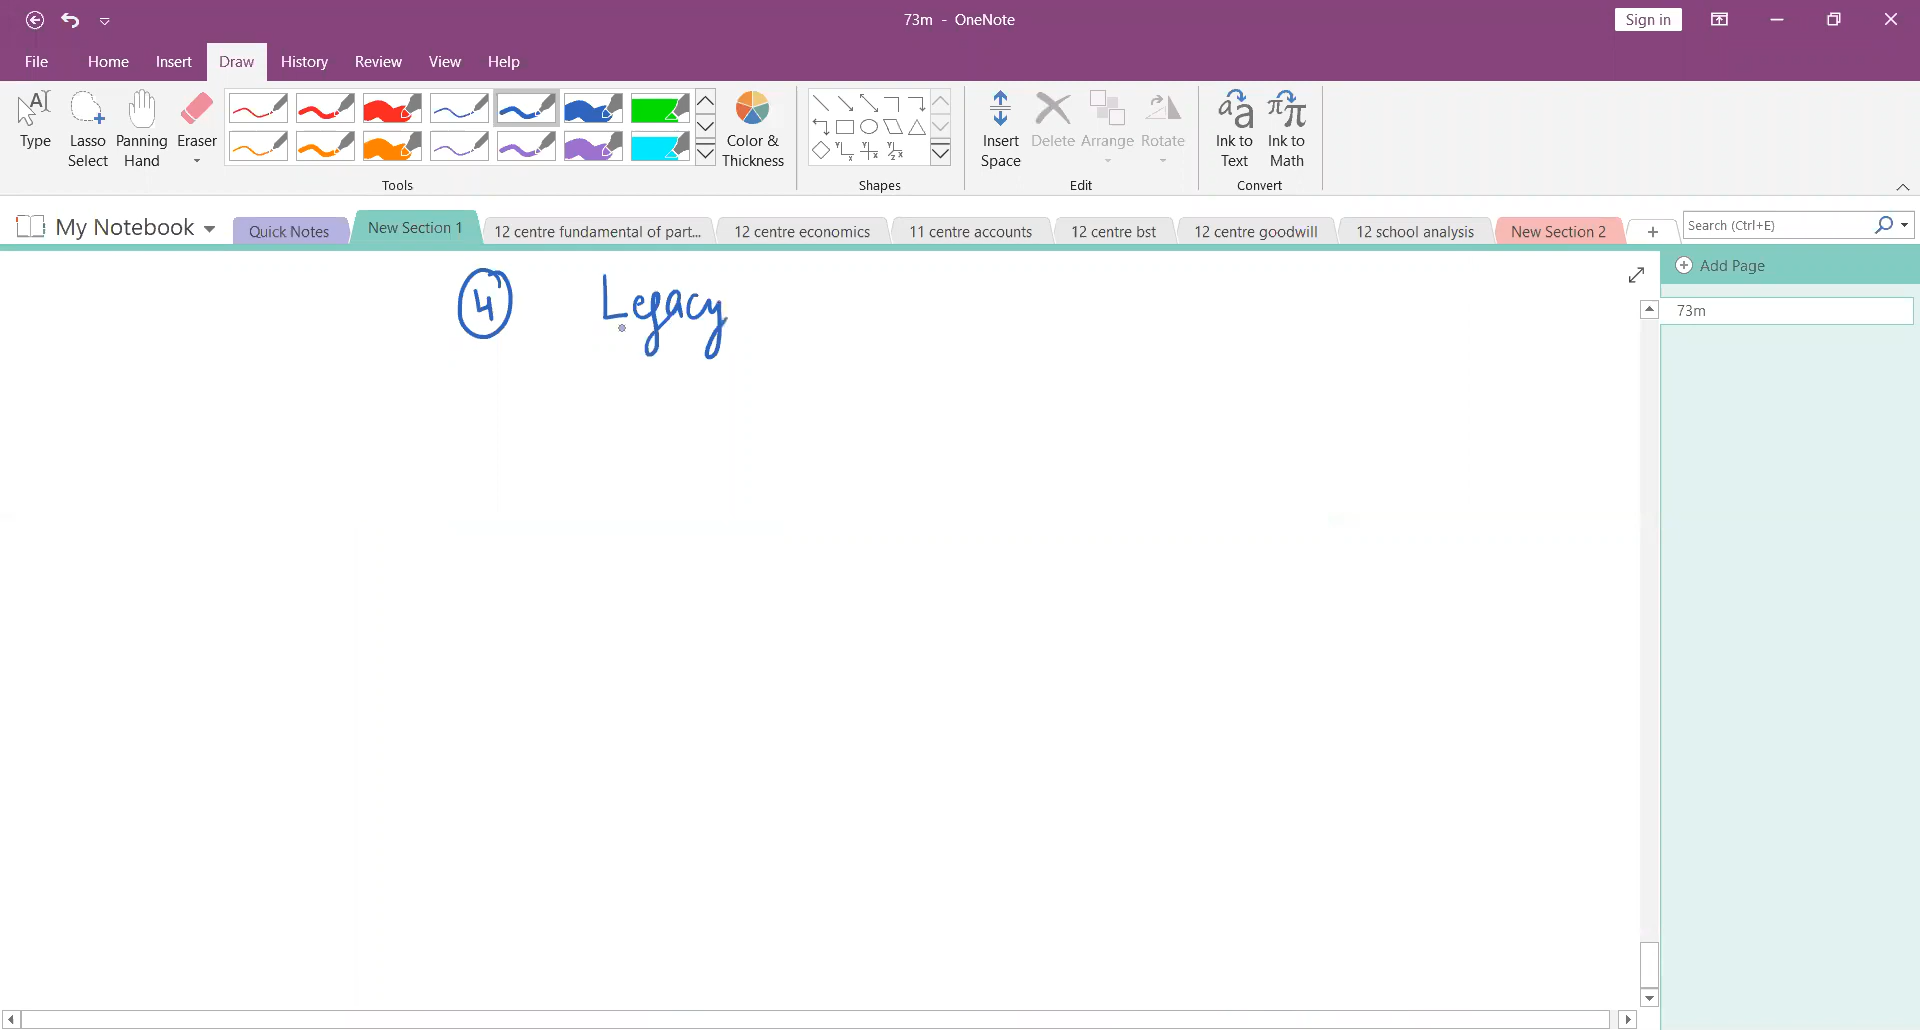 73m - OneNote
Sign in
File Home Insert Draw History Review View Help
Type
Lasso Select
Panning Hand
Eraser
Color & Thickness
Insert Space
Delete
Arrange
Rotate
Ink to Text
Ink to Math
Tools
Shapes
Edit
Convert
My Notebook
Quick Notes
New Section 1
12 centre fundamental of part...
12 centre economics
11 centre accounts
12 centre bst
12 centre goodwill
12 school analysis
New Section 2
Search (Ctrl+E)
Add Page
73m
4 Legacy